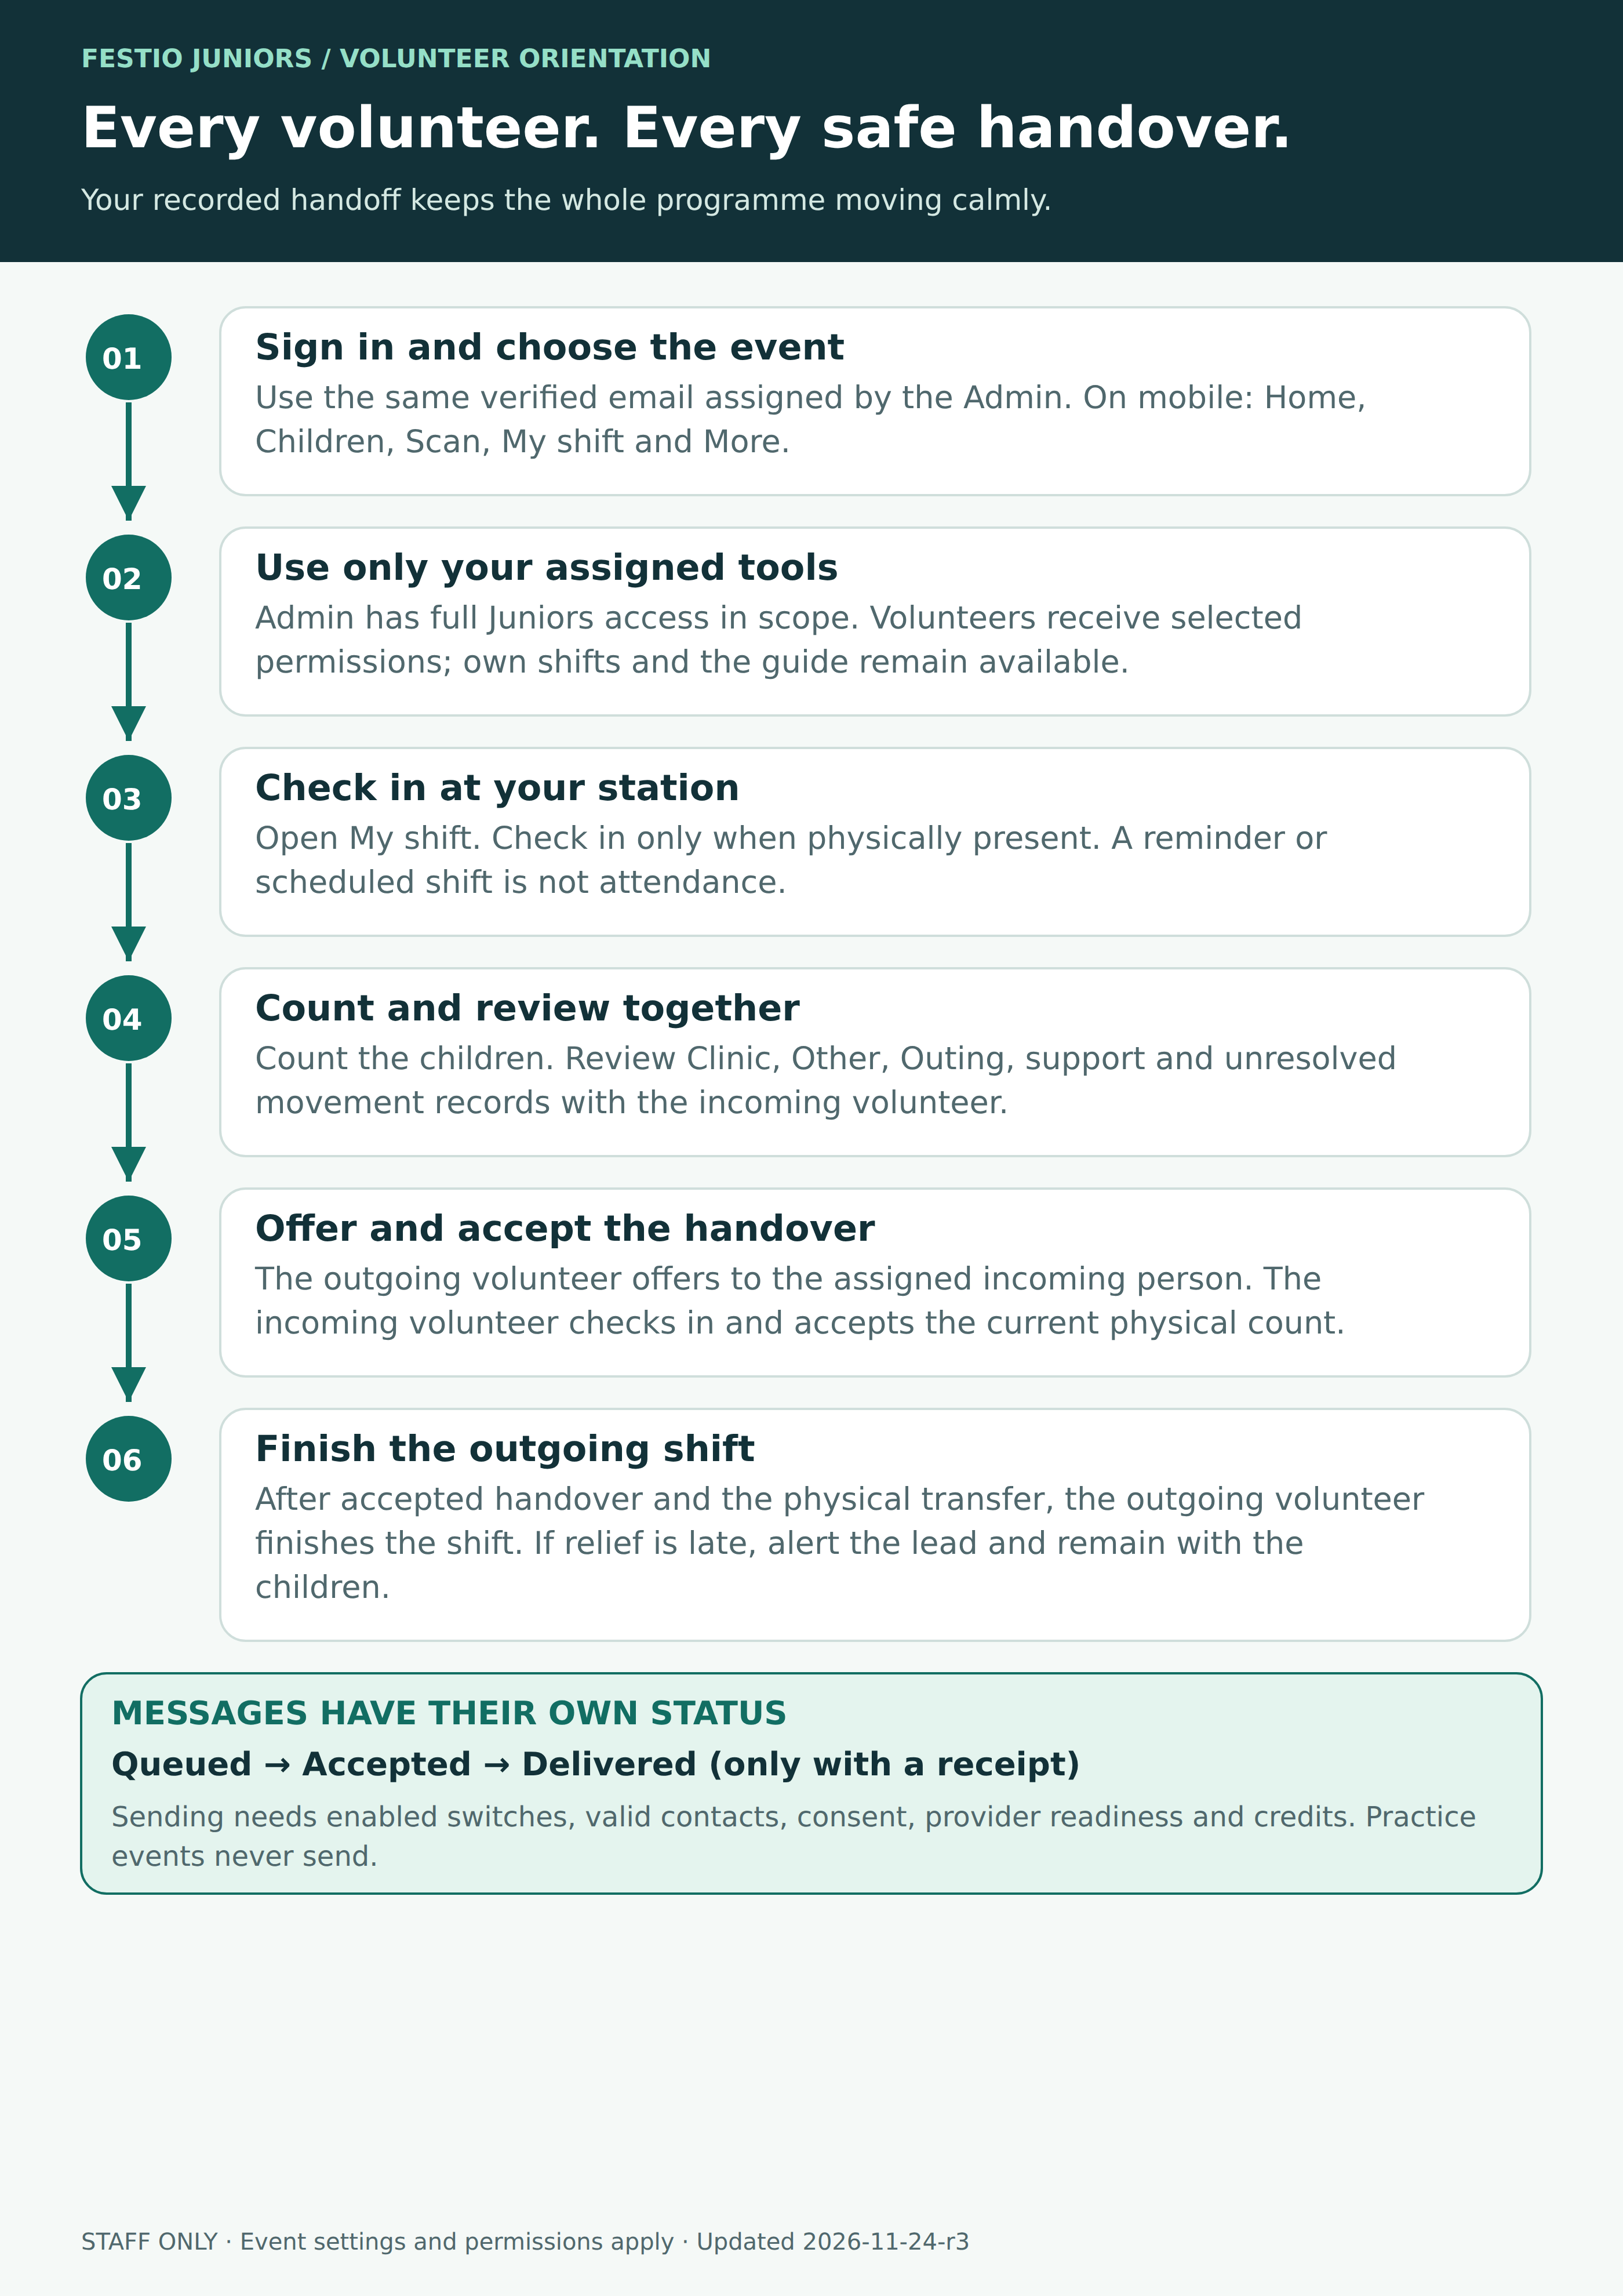 FESTIO JUNIORS / VOLUNTEER ORIENTATION
Every volunteer. Every safe handover.
Your recorded handoff keeps the whole programme moving calmly.
01
Sign in and choose the event
Use the same verified email assigned by the Admin. On mobile: Home,
Children, Scan, My shift and More.
02
Use only your assigned tools
Admin has full Juniors access in scope. Volunteers receive selected
permissions; own shifts and the guide remain available.
03
Check in at your station
Open My shift. Check in only when physically present. A reminder or
scheduled shift is not attendance.
04
Count and review together
Count the children. Review Clinic, Other, Outing, support and unresolved
movement records with the incoming volunteer.
05
Offer and accept the handover
The outgoing volunteer offers to the assigned incoming person. The
incoming volunteer checks in and accepts the current physical count.
06
Finish the outgoing shift
After accepted handover and the physical transfer, the outgoing volunteer
finishes the shift. If relief is late, alert the lead and remain with the
children.
MESSAGES HAVE THEIR OWN STATUS
Queued → Accepted → Delivered (only with a receipt)
Sending needs enabled switches, valid contacts, consent, provider readiness and credits. Practice
events never send.
STAFF ONLY · Event settings and permissions apply · Updated 2026-11-24-r3